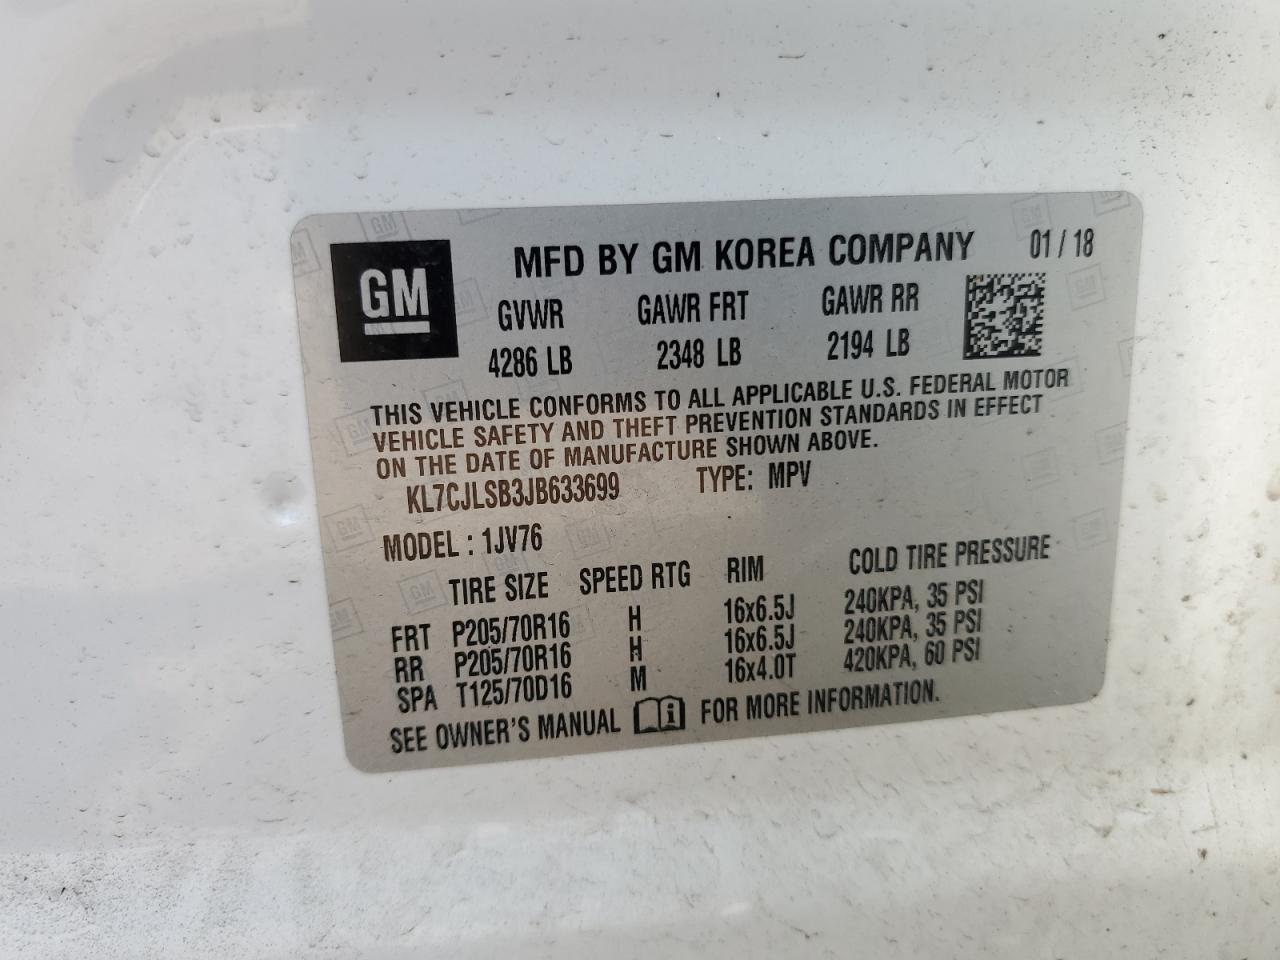 GM
MFD BY GM KOREA COMPANY 01 / 18
GVWR GAWR FRT GAWR RR
4286 LB 2348 LB 2194 LB
THIS VEHICLE CONFORMS TO ALL APPLICABLE U.S. FEDERAL MOTOR
VEHICLE SAFETY AND THEFT PREVENTION STANDARDS IN EFFECT
ON THE DATE OF MANUFACTURE SHOWN ABOVE.
KL7CJLSB3JB633699 TYPE: MPV
MODEL : 1JV76
TIRE SIZE SPEED RTG RIM COLD TIRE PRESSURE
FRT P205/70R16 H 16x6.5J 240KPA, 35 PSI
RR P205/70R16 H 16x6.5J 240KPA, 35 PSI
SPA T125/70D16 M 16x4.0T 420KPA, 60 PSI
SEE OWNER'S MANUAL i FOR MORE INFORMATION.